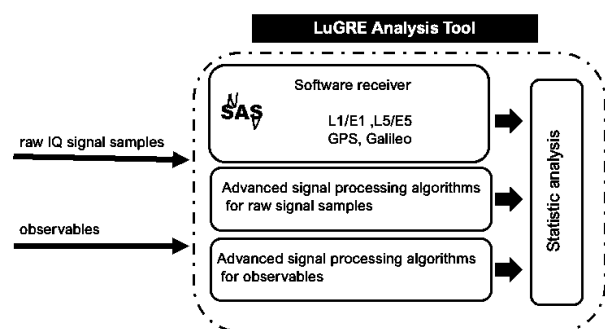 LuGRE Analysis Tool
Software receiver
SAS
L1/E1 ,L5/E5
GPS, Galileo
raw IQ signal samples
Advanced signal processing algorithms
for raw signal samples
observables
Advanced signal processing algorithms
for observables
Statistic analysis